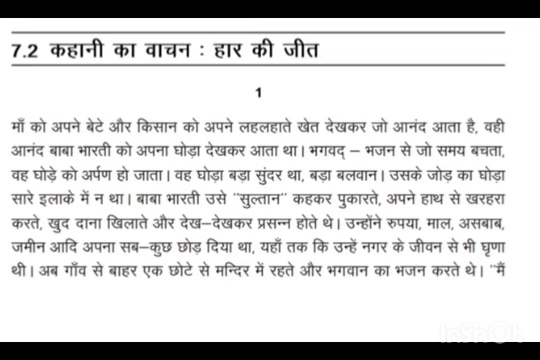 7.2 कहानी का वाचन : हार की जीत
1
माँ को अपने बेटे और किसान को अपने लहलहाते खेत देखकर जो आनंद आता है, वही
आनंद बाबा भारती को अपना घोड़ा देखकर आता था। भगवद् – भजन से जो समय बचता,
वह घोड़े को अर्पण हो जाता। वह घोड़ा बड़ा सुंदर था, बड़ा बलवान। उसके जोड़ का घोड़ा
सारे इलाके में न था। बाबा भारती उसे "सुल्तान" कहकर पुकारते, अपने हाथ से खरहरा
करते, खुद दाना खिलाते और देख–देखकर प्रसन्न होते थे। उन्होंने रुपया, माल, असबाब,
जमीन आदि अपना सब–कुछ छोड़ दिया था, यहाँ तक कि उन्हें नगर के जीवन से भी घृणा
थी। अब गाँव से बाहर एक छोटे से मन्दिर में रहते और भगवान का भजन करते थे। "मैं
InShOt